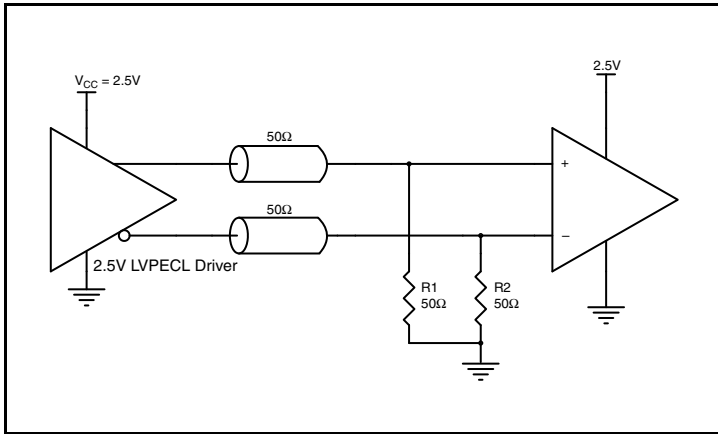 V_CC = 2.5V
2.5V
50Ω
+
50Ω
−
2.5V LVPECL Driver
R1
50Ω
R2
50Ω